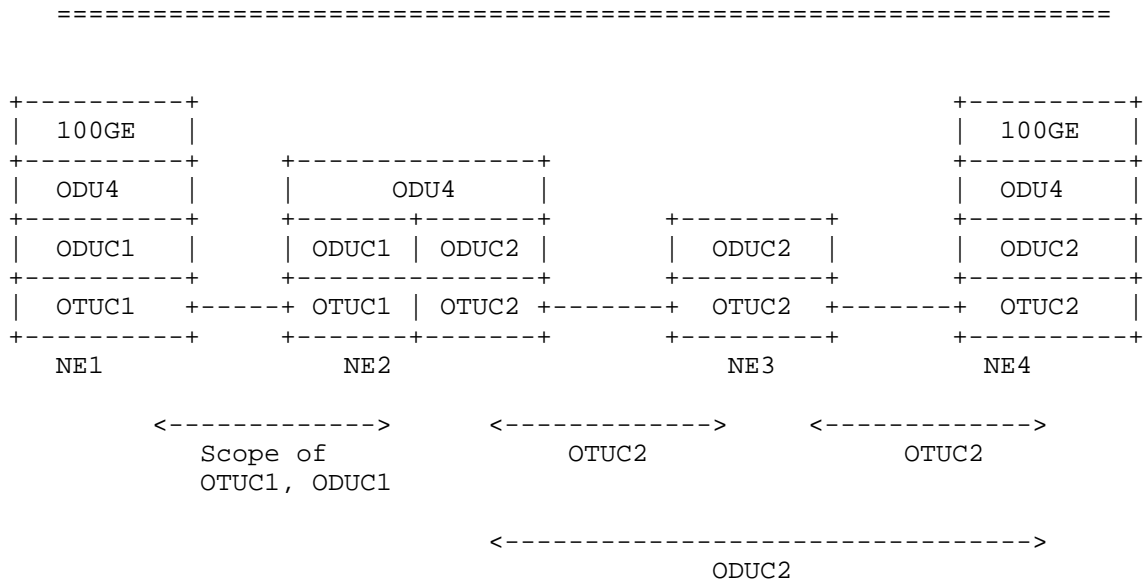 ==================================================================
+----------+                                               +----------+
|  100GE   |                                               |  100GE   |
+----------+     +---------------+                         +----------+
|  ODU4    |     |     ODU4      |                         |  ODU4    |
+----------+     +-------+-------+       +---------+       +----------+
|  ODUC1   |     | ODUC1 | ODUC2 |       |  ODUC2  |       |  ODUC2   |
+----------+     +---------------+       +---------+       +----------+
|  OTUC1   +-----+ OTUC1 | OTUC2 +-------+  OTUC2  +-------+  OTUC2   |
+----------+     +-------+-------+       +---------+       +----------+
NE1 NE2 NE3 NE4
<-------------> <-------------> <------------->
Scope of OTUC2 OTUC2
OTUC1, ODUC1
<--------------------------------->
ODUC2